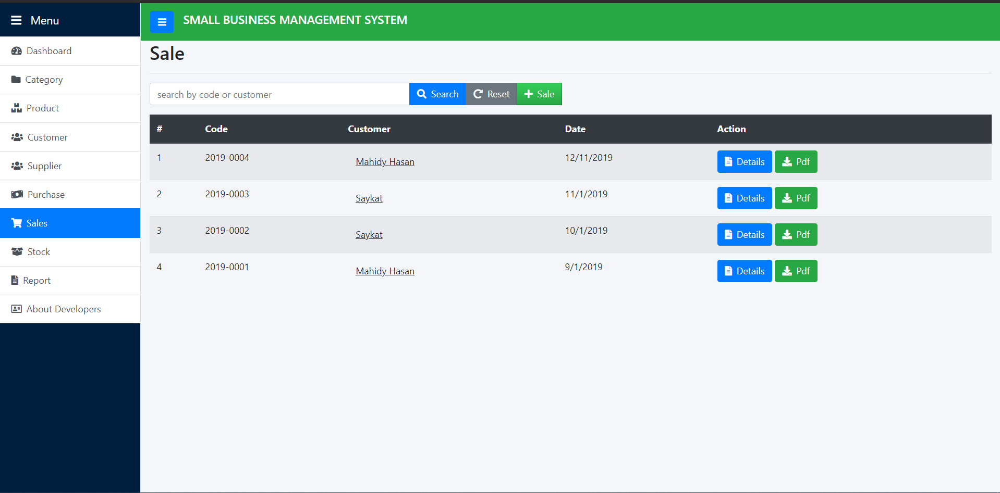 Menu
SMALL BUSINESS MANAGEMENT SYSTEM
Dashboard
Category
Product
Customer
Supplier
Purchase
Sales
Stock
Report
About Developers
Sale
search by code or customer Search Reset Sale
# Code Customer Date Action
1 2019-0004 Mahidy Hasan 12/11/2019 Details Pdf
2 2019-0003 Saykat 11/1/2019 Details Pdf
3 2019-0002 Saykat 10/1/2019 Details Pdf
4 2019-0001 Mahidy Hasan 9/1/2019 Details Pdf